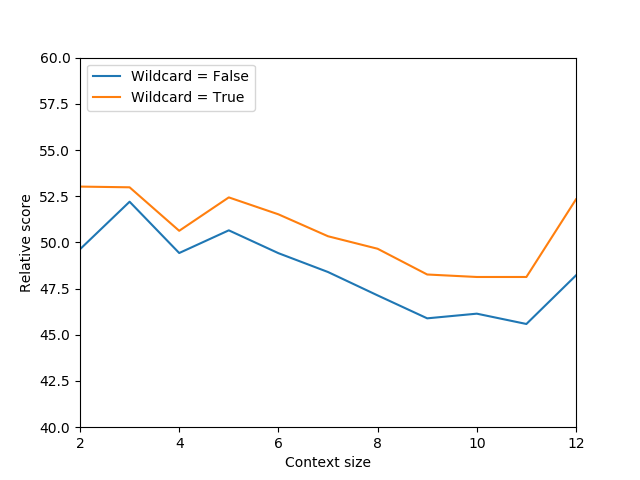 60.0
57.5
55.0
52.5
50.0
47.5
45.0
42.5
40.0
Relative score
Wildcard = False
Wildcard = True
2 4 6 8 10 12
Context size